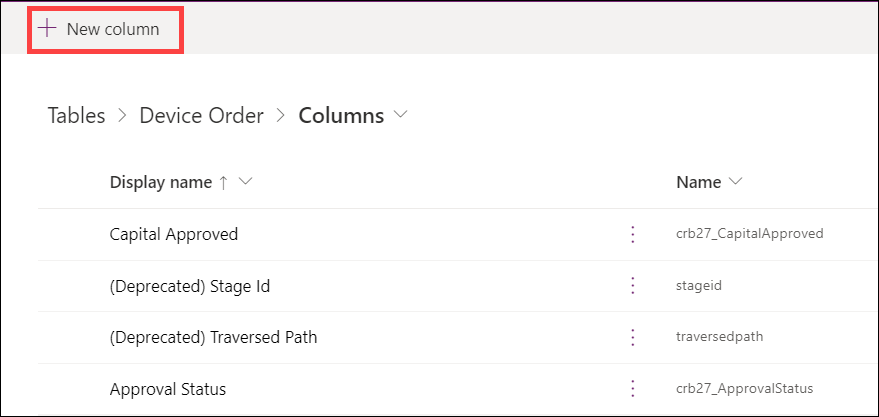 New column
Tables > Device Order > Columns
Display name ↑ Name
Capital Approved crb27_CapitalApproved
(Deprecated) Stage Id stageid
(Deprecated) Traversed Path traversedpath
Approval Status crb27_ApprovalStatus